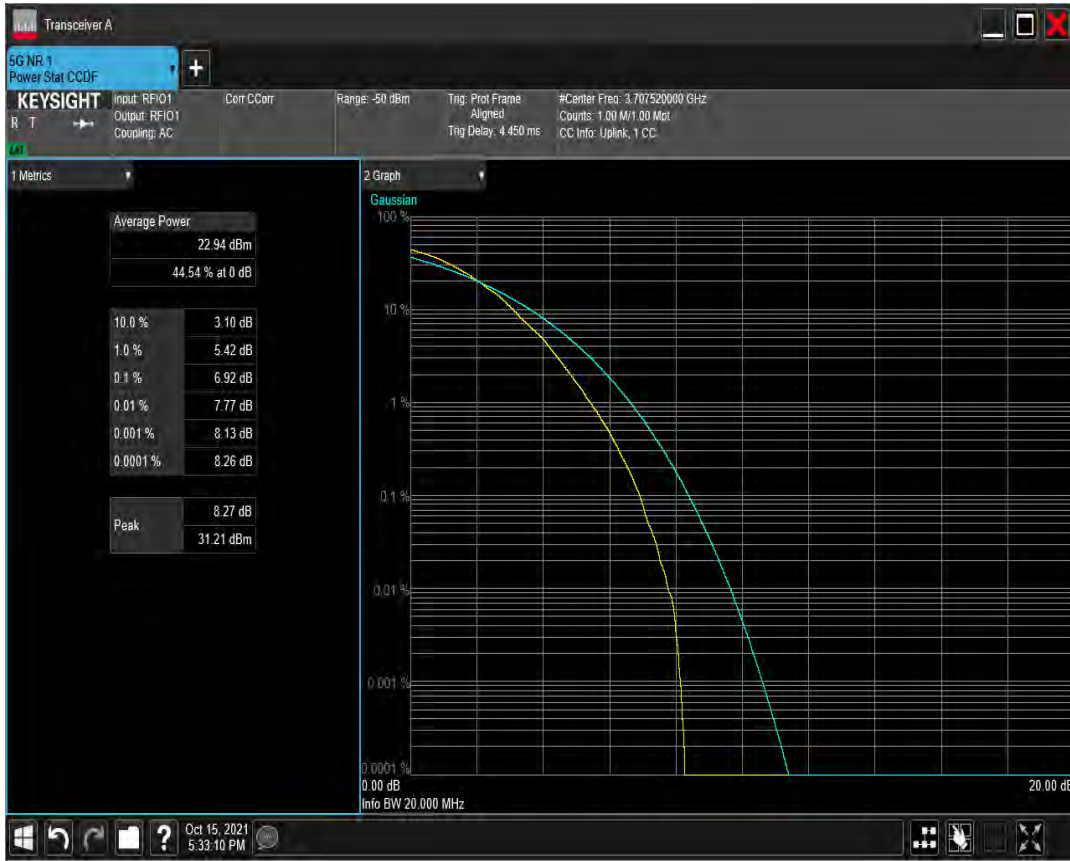 Transceiver A
5G NR 1
Power Stat CCDF
+
KEYSIGHT
R T
LXI
Input: RFIO1
Output: RFIO1
Coupling: AC
Corr CCorr
Range: -50 dBm
Trig: Prot Frame
Aligned
Trig Delay: 4.450 ms
#Center Freq: 3.707520000 GHz
Counts: 1.00 M/1.00 Mpt
CC Info: Uplink, 1 CC
1 Metrics
Average Power
22.94 dBm
44.54 % at 0 dB
10.0 % 3.10 dB
1.0 % 5.42 dB
0.1 % 6.92 dB
0.01 % 7.77 dB
0.001 % 8.13 dB
0.0001 % 8.26 dB
Peak
8.27 dB
31.21 dBm
2 Graph
Gaussian
100 %
10 %
1 %
0.1 %
0.01 %
0.001 %
0.0001 %
0.00 dB 20.00 dB
Info BW 20.000 MHz
?
Oct 15, 2021
5:33:10 PM